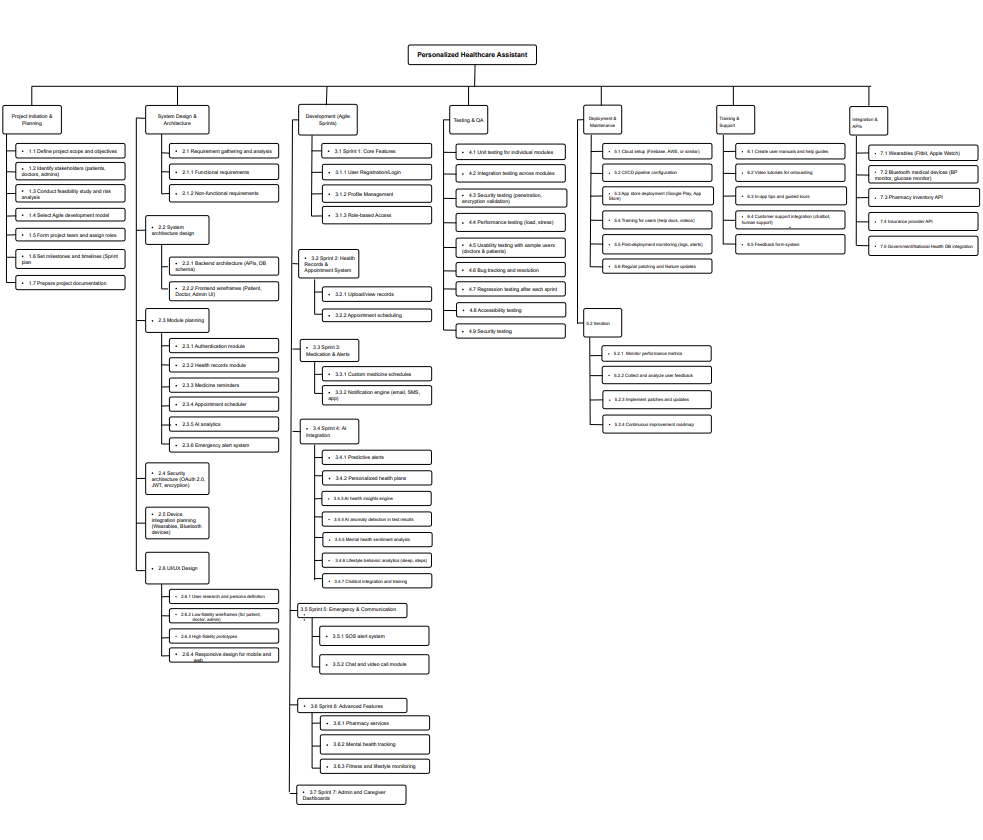 Personalized Healthcare Assistant
Project Initiation &
Planning
• 1.1 Define project scope and objectives
• 1.2 Identify stakeholders (patients,
doctors, admins)
• 1.3 Conduct feasibility study and risk
analysis
• 1.4 Select Agile development model
• 1.5 Form project team and assign roles
• 1.6 Set milestones and timelines (Sprint
plan
• 1.7 Prepare project documentation
System Design &
Architecture
• 2.1 Requirement gathering and analysis
• 2.1.1 Functional requirements
• 2.1.2 Non-functional requirements
• 2.2 System
architecture design
• 2.2.1 Backend architecture (APIs, DB
schema)
• 2.2.2 Frontend wireframes (Patient,
Doctor, Admin UI)
• 2.3 Module planning
• 2.3.1 Authentication module
• 2.3.2 Health records module
• 2.3.3 Medicine reminders
• 2.3.4 Appointment scheduler
• 2.3.5 AI analytics
• 2.3.6 Emergency alert system
• 2.4 Security
architecture (OAuth 2.0,
JWT, encryption)
• 2.5 Device
integration planning
(Wearables, Bluetooth
devices)
• 2.6 UI/UX Design
• 2.6.1 User research and persona definition
• 2.6.2 Low-fidelity wireframes (for patient,
doctor, admin)
• 2.6.3 High-fidelity prototypes
• 2.6.4 Responsive design for mobile and
web
Development (Agile
Sprints)
• 3.1 Sprint 1: Core Features
• 3.1.1 User Registration/Login
• 3.1.2 Profile Management
• 3.1.3 Role-based Access
• 3.2 Sprint 2: Health
Records &
Appointment System
• 3.2.1 Upload/view records
• 3.2.2 Appointment scheduling
• 3.3 Sprint 3:
Medication & Alerts
• 3.3.1 Custom medicine schedules
• 3.3.2 Notification engine (email, SMS,
app)
• 3.4 Sprint 4: AI
Integration
• 3.4.1 Predictive alerts
• 3.4.2 Personalized health plans
• 3.4.3 AI health insights engine
• 3.4.4 AI anomaly detection in test results
• 3.4.5 Mental health sentiment analysis
• 3.4.6 Lifestyle behavior analytics (sleep, steps)
• 3.4.7 Chatbot integration and training
3.5 Sprint 5: Emergency & Communication
• 3.5.1 SOS alert system
• 3.5.2 Chat and video call module
• 3.6 Sprint 6: Advanced Features
• 3.6.1 Pharmacy services
• 3.6.2 Mental health tracking
• 3.6.3 Fitness and lifestyle monitoring
• 3.7 Sprint 7: Admin and Caregiver
Dashboards
Testing & QA
• 4.1 Unit testing for individual modules
• 4.2 Integration testing across modules
• 4.3 Security testing (penetration,
encryption validation)
• 4.4 Performance testing (load, stress)
• 4.5 Usability testing with sample users
(doctors & patients)
• 4.6 Bug tracking and resolution
• 4.7 Regression testing after each sprint
• 4.8 Accessibility testing
• 4.9 Security testing
Deployment &
Maintenance
• 5.1 Cloud setup (Firebase, AWS, or similar)
• 5.2 CI/CD pipeline configuration
• 5.3 App store deployment (Google Play, App
Store)
• 5.4 Training for users (help docs, videos)
• 5.5 Post-deployment monitoring (logs, alerts)
• 5.6 Regular patching and feature updates
5.2 Iteration
• 5.2.1 Monitor performance metrics
• 5.2.2 Collect and analyze user feedback
• 5.2.3 Implement patches and updates
• 5.2.4 Continuous improvement roadmap
Training &
Support
• 6.1 Create user manuals and help guides
• 6.2 Video tutorials for onboarding
• 6.3 In-app tips and guided tours
• 6.4 Customer support integration (chatbot,
human support)
• 6.5 Feedback form system
Integration &
APIs
• 7.1 Wearables (Fitbit, Apple Watch)
• 7.2 Bluetooth medical devices (BP
monitor, glucose monitor)
• 7.3 Pharmacy inventory API
• 7.4 Insurance provider API
• 7.5 Government/National Health DB integration